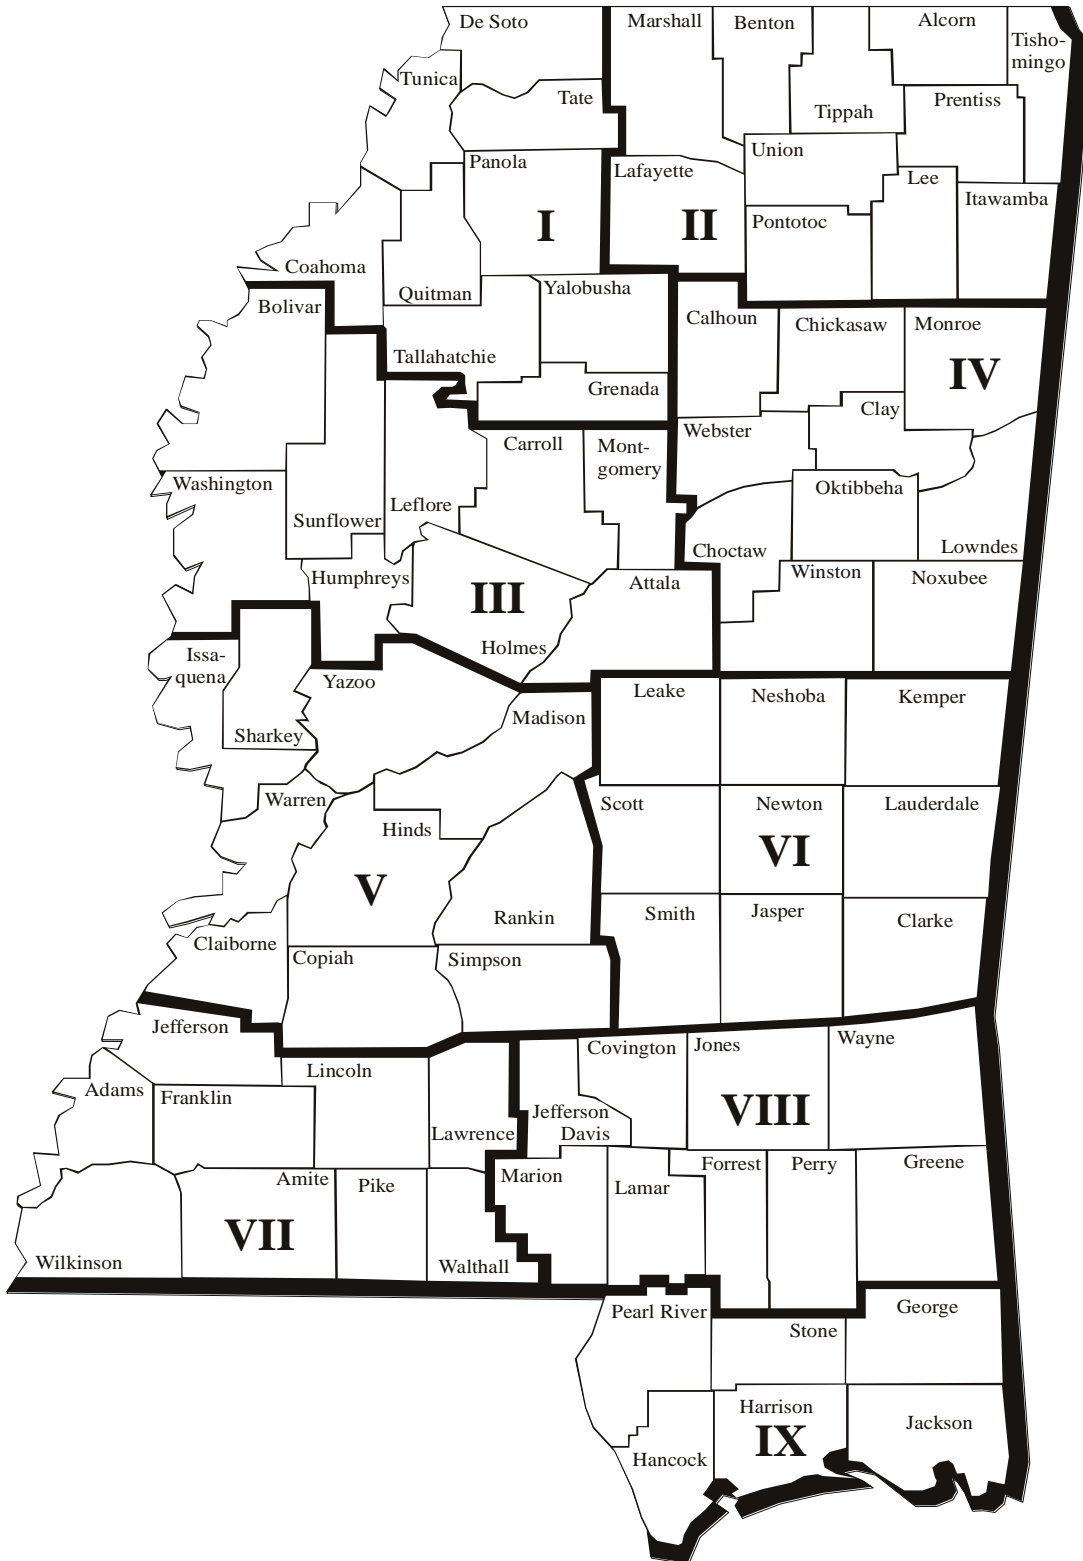 De Soto
Marshall
Benton
Alcorn
Tisho-
mingo
Tunica
Tate
Tippah
Prentiss
Panola
Lafayette
Union
Lee
Itawamba
I
II
Pontotoc
Coahoma
Quitman
Yalobusha
Bolivar
Calhoun
Chickasaw
Monroe
Tallahatchie
IV
Grenada
Clay
Webster
Carroll
Mont-
gomery
Washington
Oktibbeha
Leflore
Sunflower
Choctaw
Lowndes
Humphreys
Attala
Winston
Noxubee
III
Holmes
Issa-
quena
Yazoo
Leake
Neshoba
Kemper
Madison
Sharkey
Warren
Scott
Newton
Lauderdale
Hinds
VI
V
Rankin
Smith
Jasper
Clarke
Claiborne
Copiah
Simpson
Jefferson
Covington
Jones
Wayne
Lincoln
Adams
Franklin
VIII
Jefferson
Davis
Lawrence
Marion
Forrest
Perry
Greene
Amite
Pike
Lamar
VII
Wilkinson
Walthall
Pearl River
George
Stone
Harrison
Jackson
IX
Hancock